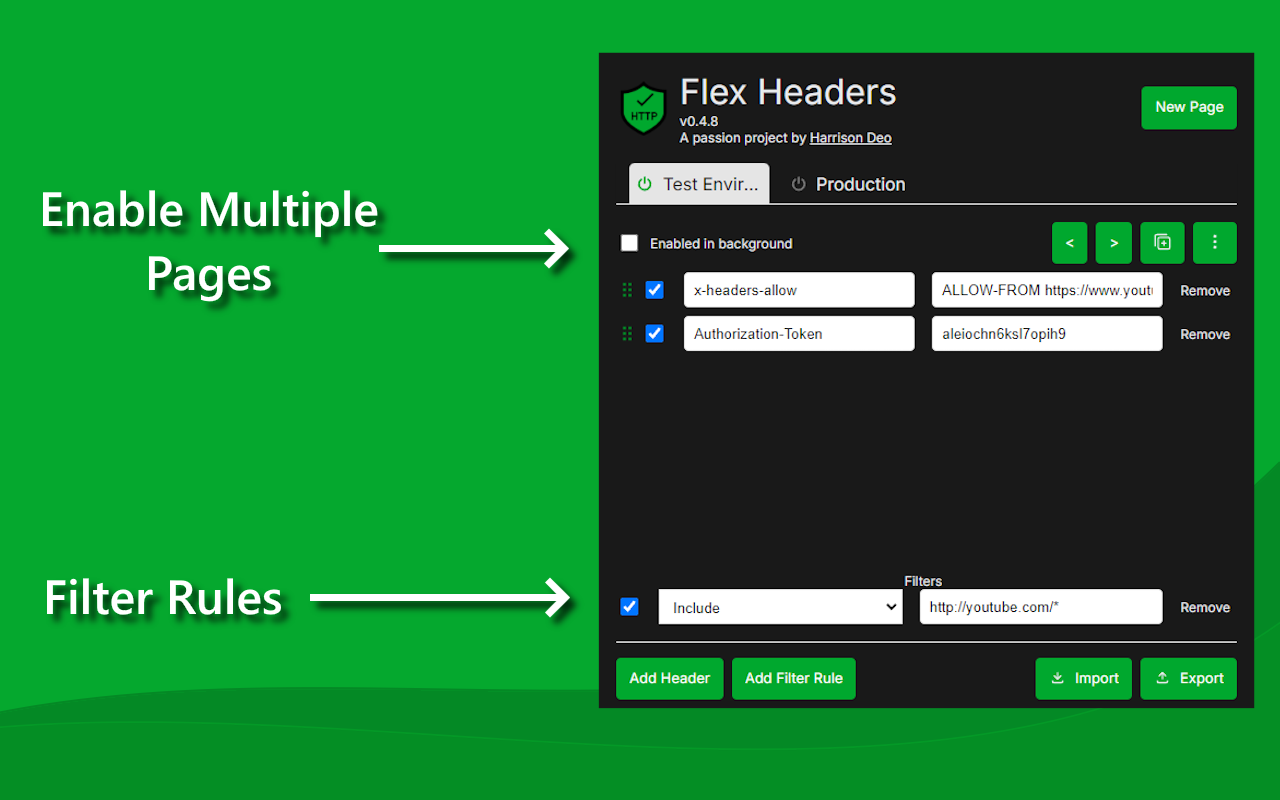 Enable Multiple
Pages
Filter Rules
HTTP
Flex Headers
v0.4.8
A passion project by Harrison Deo
New Page
Test Envir...
Production
Enabled in background
<
>
x-headers-allow
ALLOW-FROM https://www.yout
Remove
Authorization-Token
aleiochn6ksl7opih9
Remove
Filters
Include
http://youtube.com/*
Remove
Add Header
Add Filter Rule
Import
Export